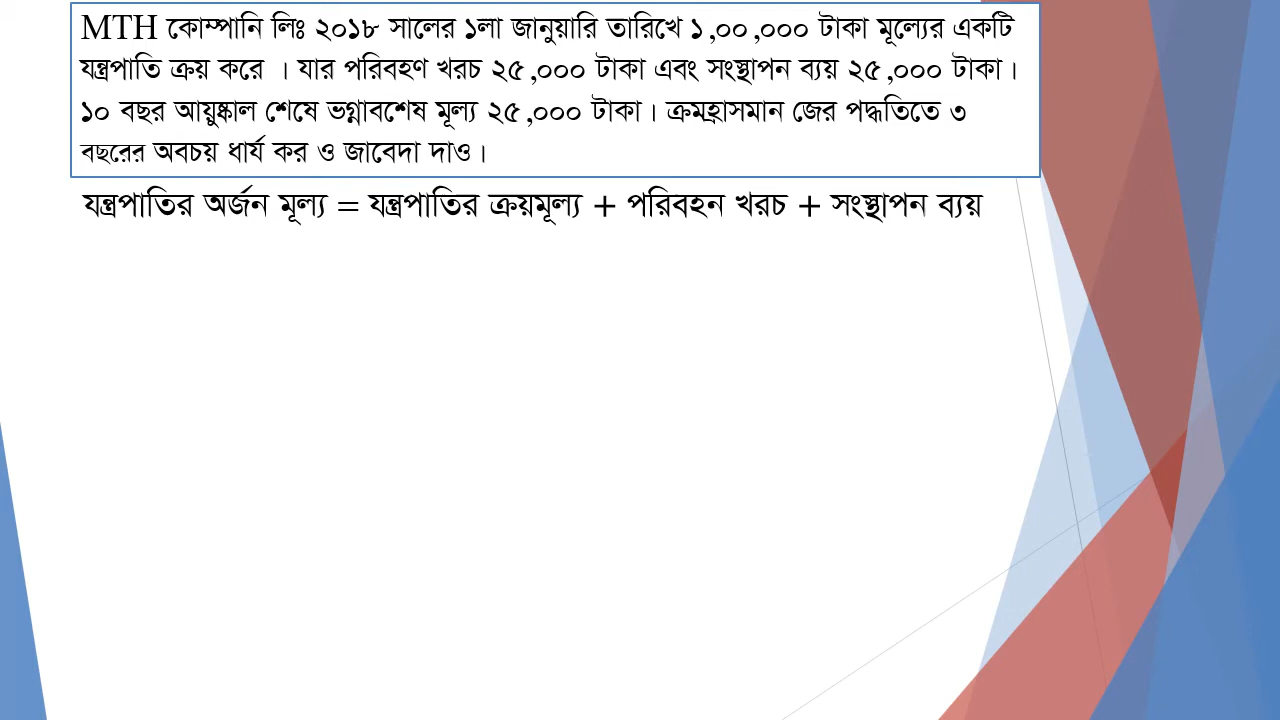 MTH কোম্পানি লিঃ ২০১৮ সালের ১লা জানুয়ারি তারিখে ১,০০,০০০ টাকা মূল্যের একটি
যন্ত্রপাতি ক্রয় করে । যার পরিবহণ খরচ ২৫,০০০ টাকা এবং সংস্থাপন ব্যয় ২৫,০০০ টাকা।
১০ বছর আয়ুষ্কাল শেষে ভগ্নাবশেষ মূল্য ২৫,০০০ টাকা। ক্রমহ্রাসমান জের পদ্ধতিতে ৩
বছরের অবচয় ধার্য কর ও জাবেদা দাও।
যন্ত্রপাতির অর্জন মূল্য = যন্ত্রপাতির ক্রয়মূল্য + পরিবহন খরচ + সংস্থাপন ব্যয়